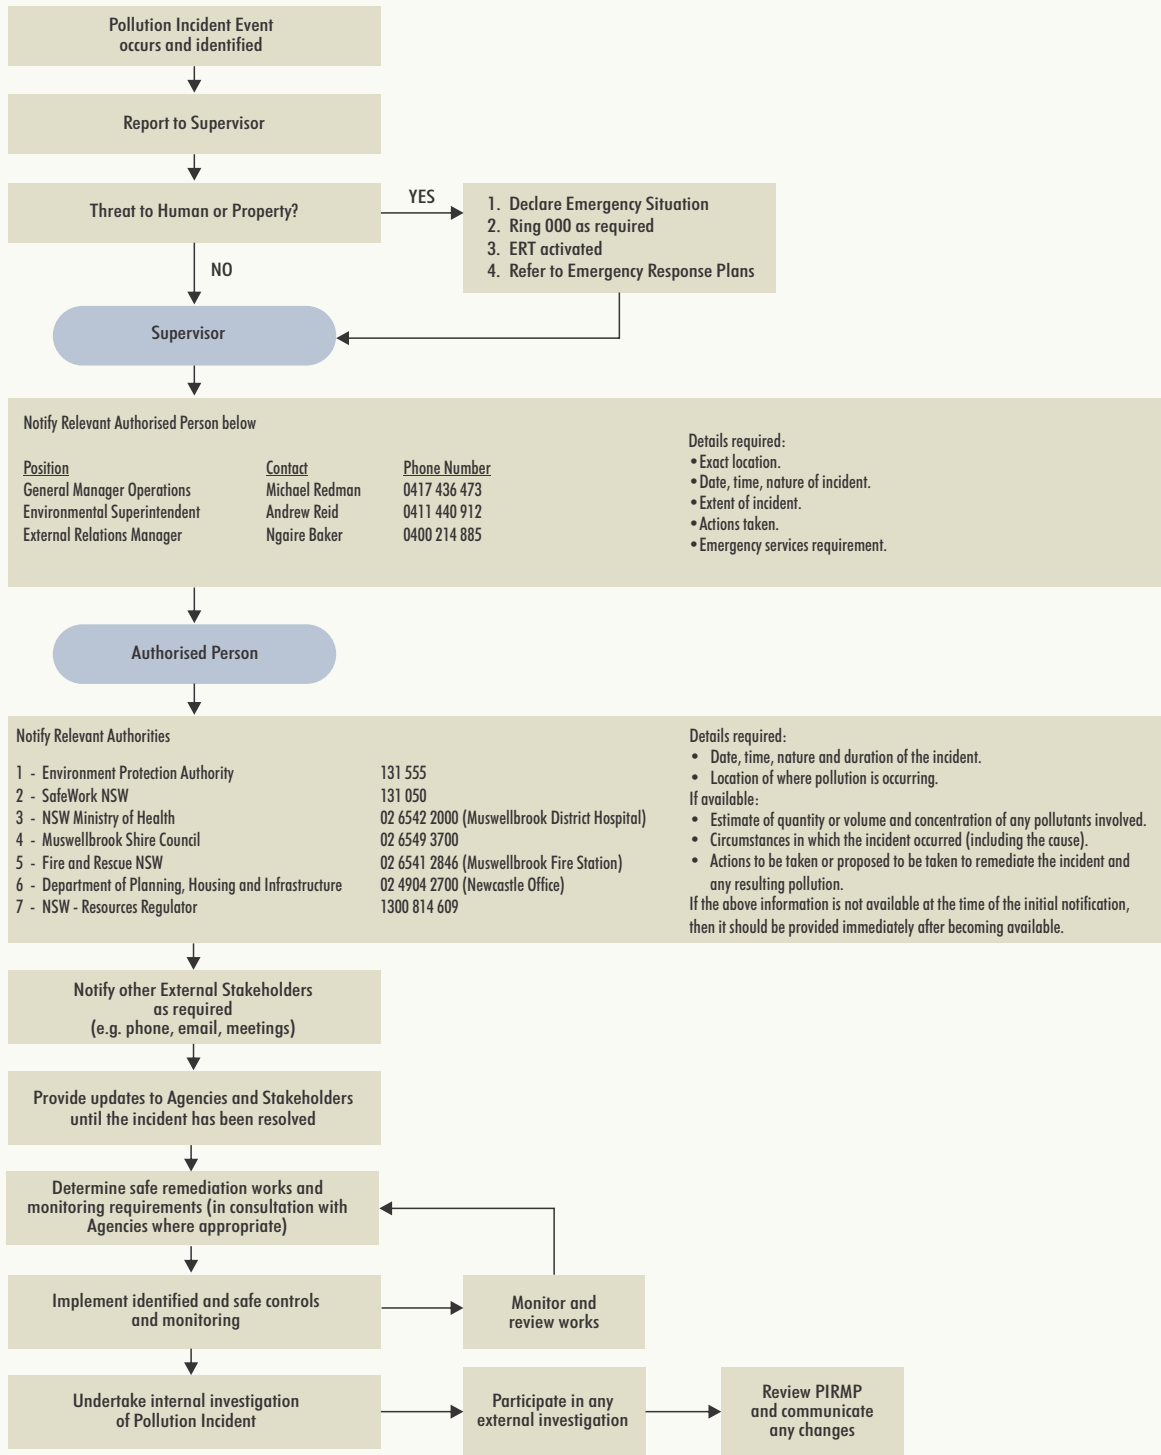 Pollution Incident Event
occurs and identified
Report to Supervisor
Threat to Human or Property?
YES
1. Declare Emergency Situation
2. Ring 000 as required
3. ERT activated
4. Refer to Emergency Response Plans
NO
Supervisor
Notify Relevant Authorised Person below
Position Contact Phone Number
General Manager Operations Michael Redman 0417 436 473
Environmental Superintendent Andrew Reid 0411 440 912
External Relations Manager Ngaire Baker 0400 214 885
Details required:
• Exact location.
• Date, time, nature of incident.
• Extent of incident.
• Actions taken.
• Emergency services requirement.
Authorised Person
Notify Relevant Authorities
1 - Environment Protection Authority 131 555
2 - SafeWork NSW 131 050
3 - NSW Ministry of Health 02 6542 2000 (Muswellbrook District Hospital)
4 - Muswellbrook Shire Council 02 6549 3700
5 - Fire and Rescue NSW 02 6541 2846 (Muswellbrook Fire Station)
6 - Department of Planning, Housing and Infrastructure 02 4904 2700 (Newcastle Office)
7 - NSW - Resources Regulator 1300 814 609
Details required:
• Date, time, nature and duration of the incident.
• Location of where pollution is occurring.
If available:
• Estimate of quantity or volume and concentration of any pollutants involved.
• Circumstances in which the incident occurred (including the cause).
• Actions to be taken or proposed to be taken to remediate the incident and
any resulting pollution.
If the above information is not available at the time of the initial notification,
then it should be provided immediately after becoming available.
Notify other External Stakeholders
as required
(e.g. phone, email, meetings)
Provide updates to Agencies and Stakeholders
until the incident has been resolved
Determine safe remediation works and
monitoring requirements (in consultation with
Agencies where appropriate)
Implement identified and safe controls
and monitoring
Monitor and
review works
Undertake internal investigation
of Pollution Incident
Participate in any
external investigation
Review PIRMP
and communicate
any changes